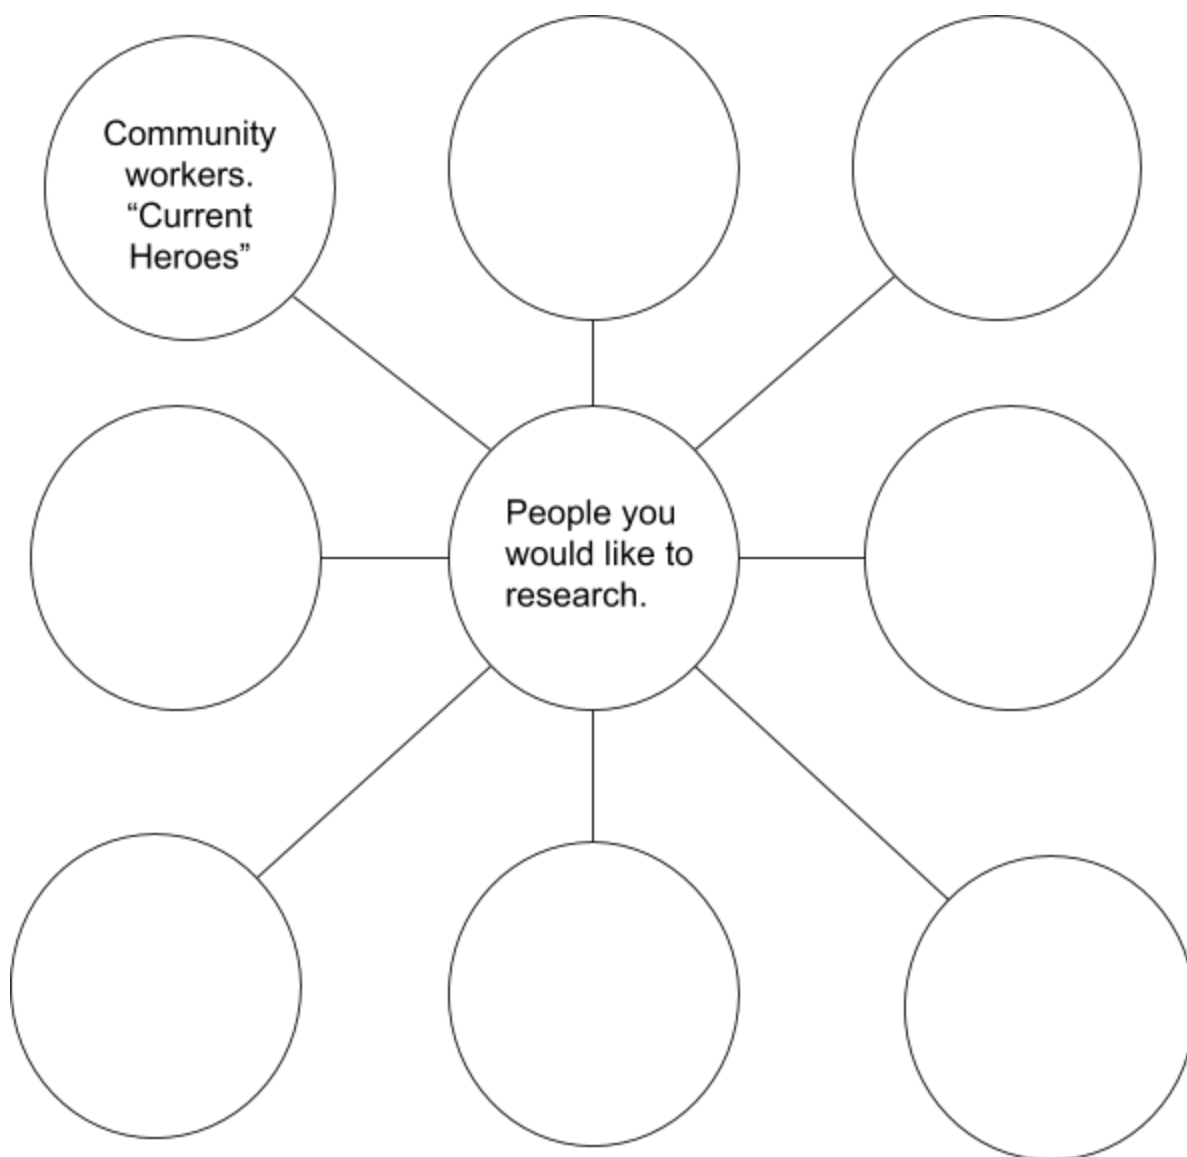 Community
workers.
“Current
Heroes”
People you
would like to
research.